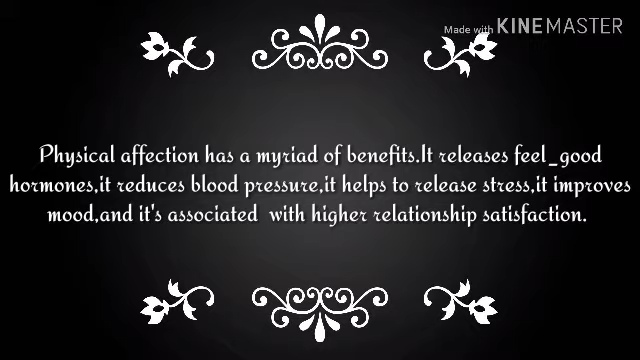 Made with KINEMASTER
Physical affection has a myriad of benefits.It releases feel_good
hormones,it reduces blood pressure,it helps to release stress,it improves
mood,and it's associated with higher relationship satisfaction.